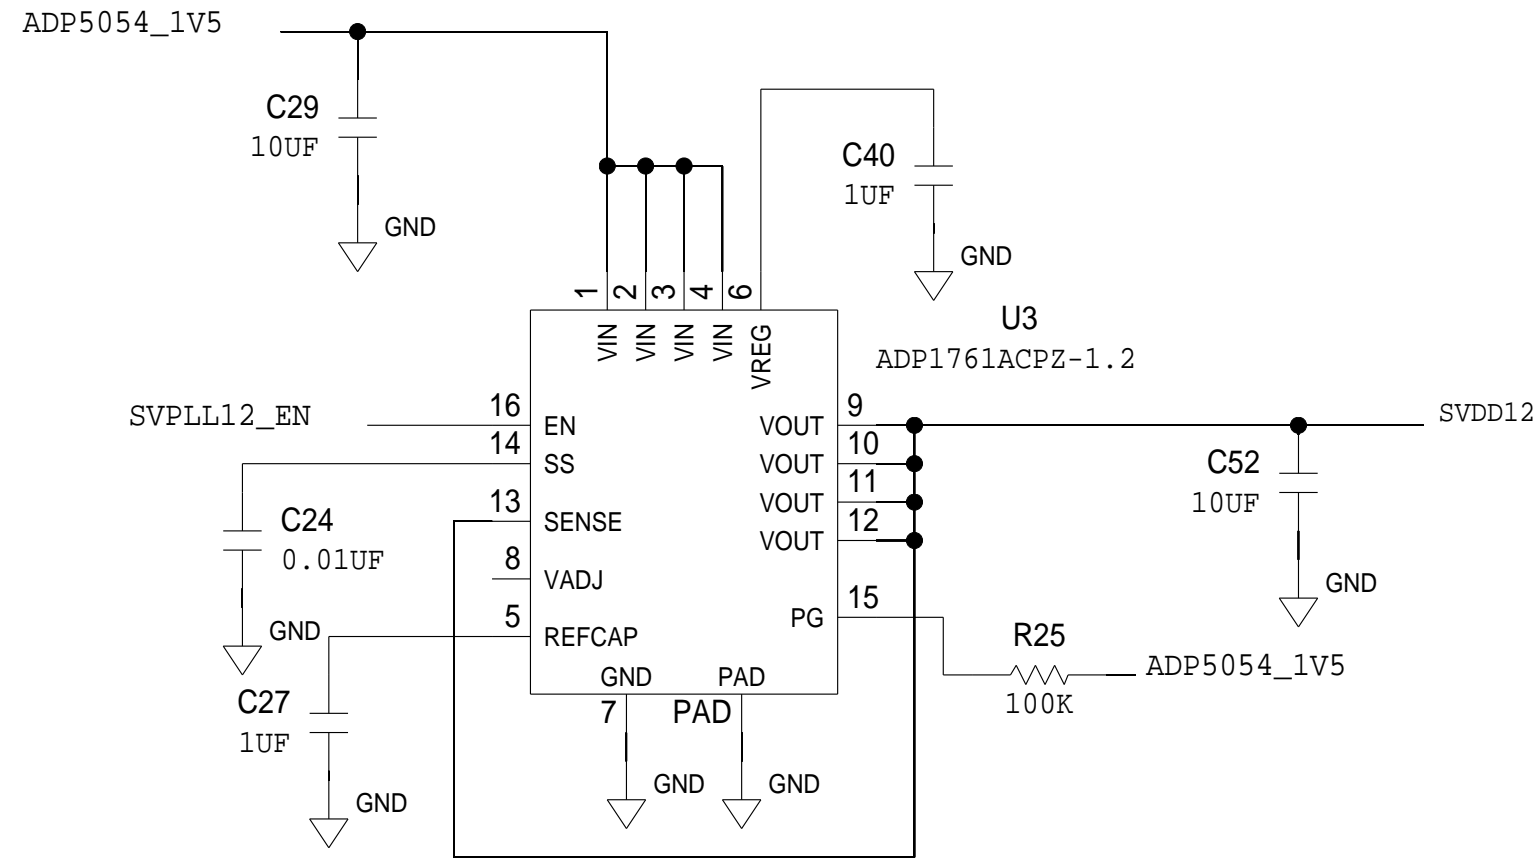 ADP5054_1V5
C29
10UF
GND
C40
1UF
GND
1
2
3
4
6
VIN
VIN
VIN
VIN
VREG
U3
ADP1761ACPZ-1.2
SVPLL12_EN
16
EN
14
SS
13
SENSE
8
VADJ
5
REFCAP
VOUT
9
VOUT
10
VOUT
11
VOUT
12
PG
15
SVDD12
C52
10UF
GND
C24
0.01UF
GND
C27
1UF
GND
R25
100K
ADP5054_1V5
GND
PAD
7
PAD
GND
GND